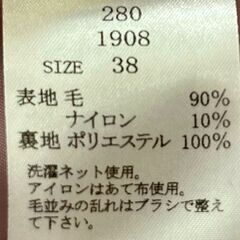 280
1908
SIZE 38
表地 毛 90%
ナイロン 10%
裏地 ポリエステル 100%
洗濯ネット使用。
アイロンはあて布使用。
毛並みの乱れはブラシで整え
て下さい。